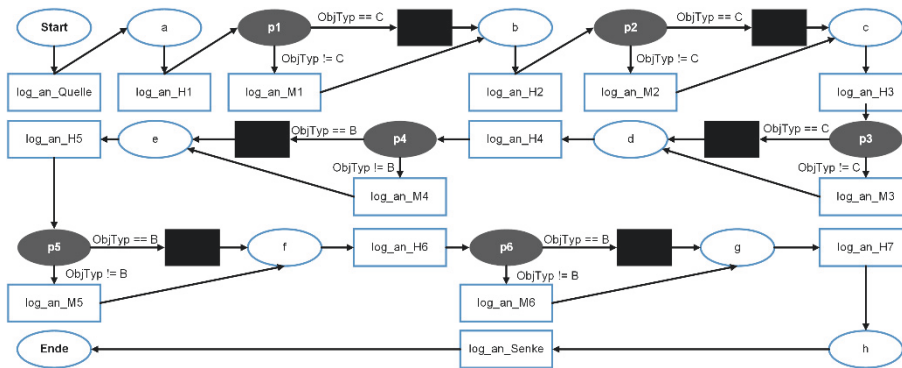 Start
a
p1
ObjTyp == C
b
p2
ObjTyp == C
c
ObjTyp != C
ObjTyp != C
log_an_Quelle
log_an_H1
log_an_M1
log_an_H2
log_an_M2
log_an_H3
log_an_H5
e
ObjTyp == B
p4
log_an_H4
d
ObjTyp == C
p3
ObjTyp != B
ObjTyp != C
log_an_M4
log_an_M3
p5
ObjTyp == B
f
log_an_H6
p6
ObjTyp == B
g
log_an_H7
ObjTyp != B
ObjTyp != B
log_an_M5
log_an_M6
Ende
log_an_Senke
h